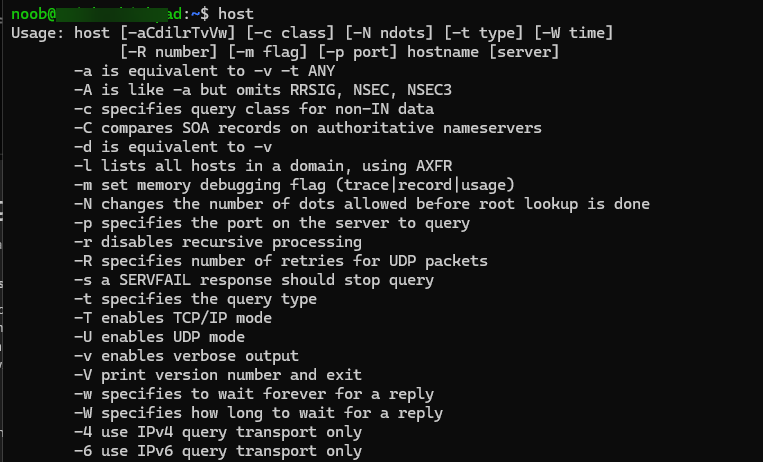 noob@ad:~$ host
Usage: host [-aCdilrTvVw] [-c class] [-N ndots] [-t type] [-W time]
            [-R number] [-m flag] [-p port] hostname [server]
       -a is equivalent to -v -t ANY
       -A is like -a but omits RRSIG, NSEC, NSEC3
       -c specifies query class for non-IN data
       -C compares SOA records on authoritative nameservers
       -d is equivalent to -v
       -l lists all hosts in a domain, using AXFR
       -m set memory debugging flag (trace|record|usage)
       -N changes the number of dots allowed before root lookup is done
       -p specifies the port on the server to query
       -r disables recursive processing
       -R specifies number of retries for UDP packets
       -s a SERVFAIL response should stop query
       -t specifies the query type
       -T enables TCP/IP mode
       -U enables UDP mode
       -v enables verbose output
       -V print version number and exit
       -w specifies to wait forever for a reply
       -W specifies how long to wait for a reply
       -4 use IPv4 query transport only
       -6 use IPv6 query transport only